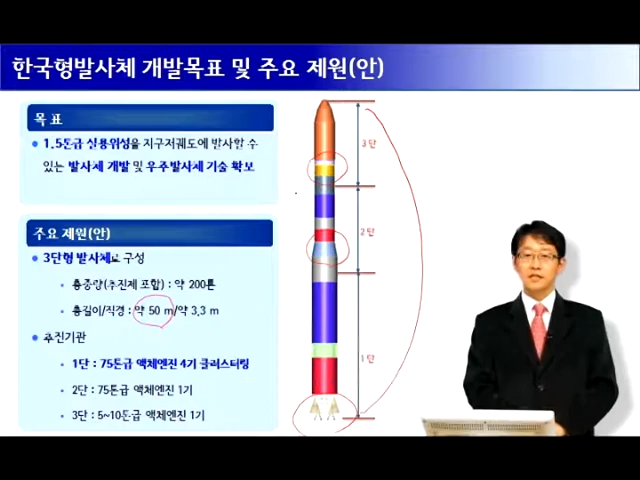 한국형발사체 개발목표 및 주요 제원(안)
목 표
1.5톤급 실용위성을 지구저궤도에 발사할 수
있는 발사체 개발 및 우주발사체 기술 확보
주요 제원(안)
3단형 발사체로 구성
총중량(추진제 포함) : 약 200톤
총길이/직경 : 약 50 m/약 3.3 m
추진기관
1단 : 75톤급 액체엔진 4기 클러스터링
2단 : 75톤급 액체엔진 1기
3단 : 5~10톤급 액체엔진 1기
3단
2단
1단